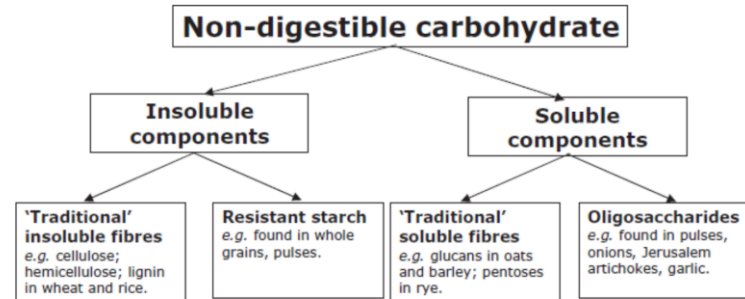 Non-digestible carbohydrate
Insoluble
components
Soluble
components
‘Traditional’
insoluble fibres
e.g. cellulose;
hemicellulose; lignin
in wheat and rice.
Resistant starch
e.g. found in whole
grains, pulses.
‘Traditional’
soluble fibres
e.g. glucans in oats
and barley; pentoses
in rye.
Oligosaccharides
e.g. found in pulses,
onions, Jerusalem
artichokes, garlic.